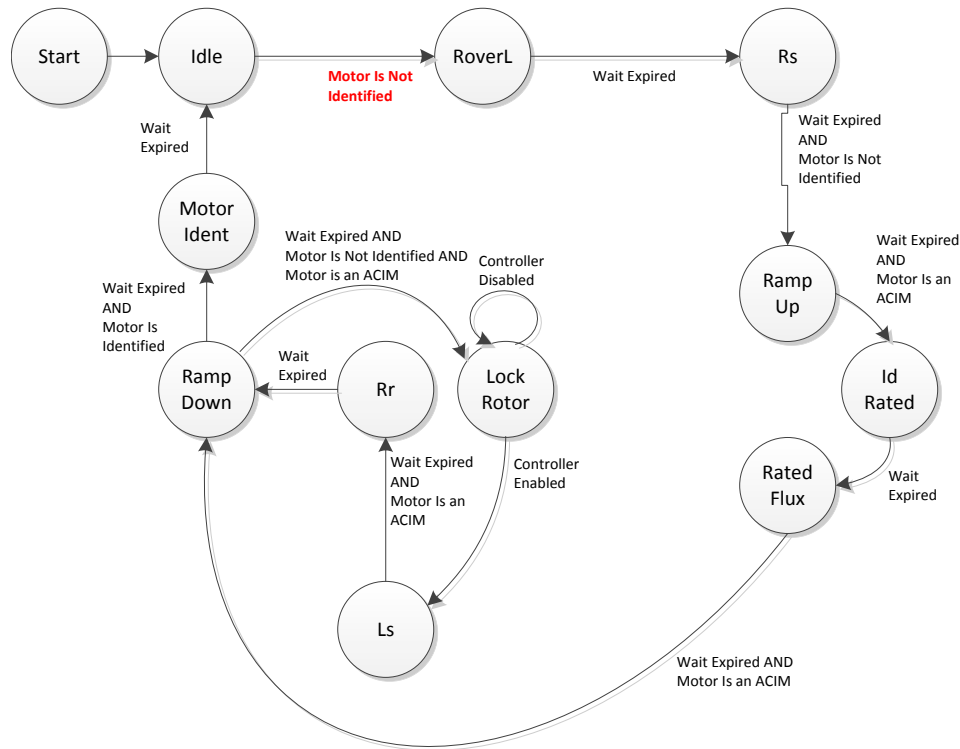 Start
Idle
RoverL
Rs
Motor Is Not
Identified
Wait Expired
Wait Expired
AND
Motor Is Not
Identified
Wait
Expired
Motor
Ident
Wait Expired AND
Motor Is Not Identified AND
Motor is an ACIM
Controller
Disabled
Ramp
Up
Wait Expired
AND
Motor Is an
ACIM
Wait Expired
AND
Motor Is
Identified
Ramp
Down
Wait
Expired
Rr
Lock
Rotor
Id
Rated
Wait Expired
AND
Motor Is an
ACIM
Controller
Enabled
Rated
Flux
Wait
Expired
Ls
Wait Expired AND
Motor Is an ACIM